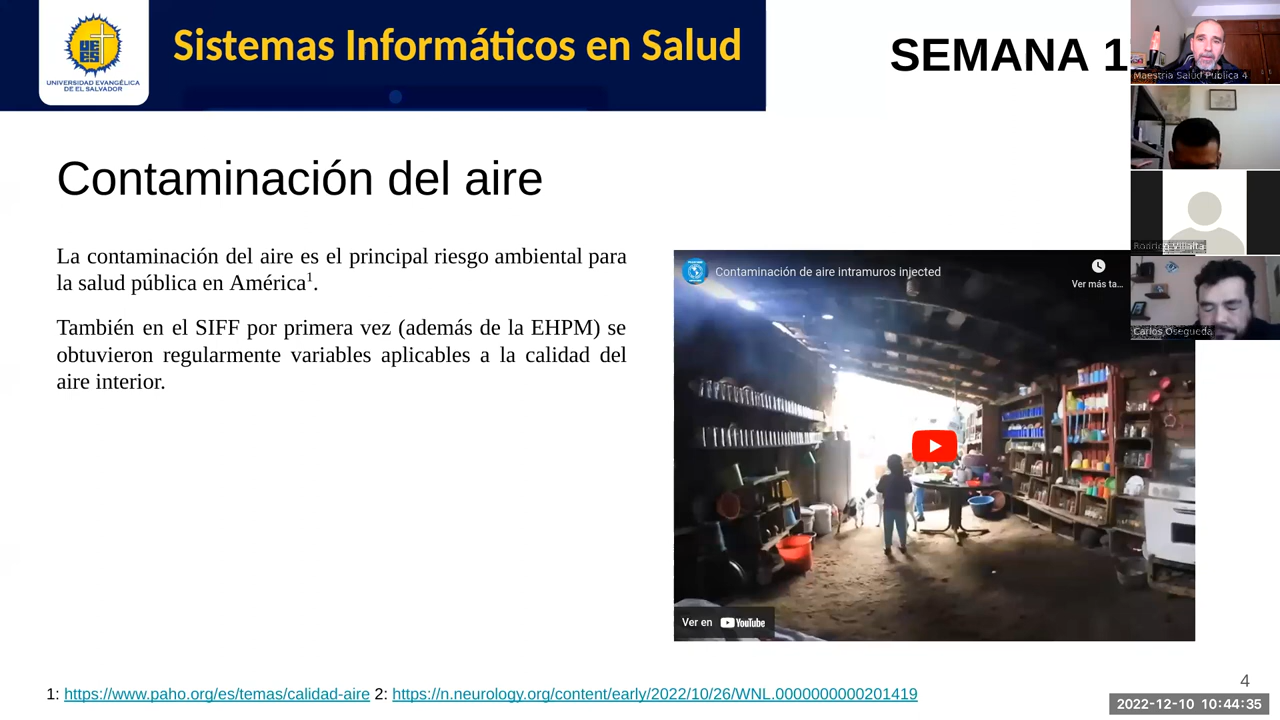 Sistemas Informáticos en Salud
UNIVERSIDAD EVANGÉLICA
DE EL SALVADOR
SEMANA 1
Maestria Salud Publica 4
Contaminación del aire
Rodrigo Villalta
La contaminación del aire es el principal riesgo ambiental para
la salud pública en América¹.
También en el SIFF por primera vez (además de la EHPM) se
obtuvieron regularmente variables aplicables a la calidad del
aire interior.
Contaminación de aire intramuros injected
Ver más ta...
Carlos Osegueda
Ver en YouTube
1: https://www.paho.org/es/temas/calidad-aire 2: https://n.neurology.org/content/early/2022/10/26/WNL.0000000000201419
4
2022-12-10 10:44:35